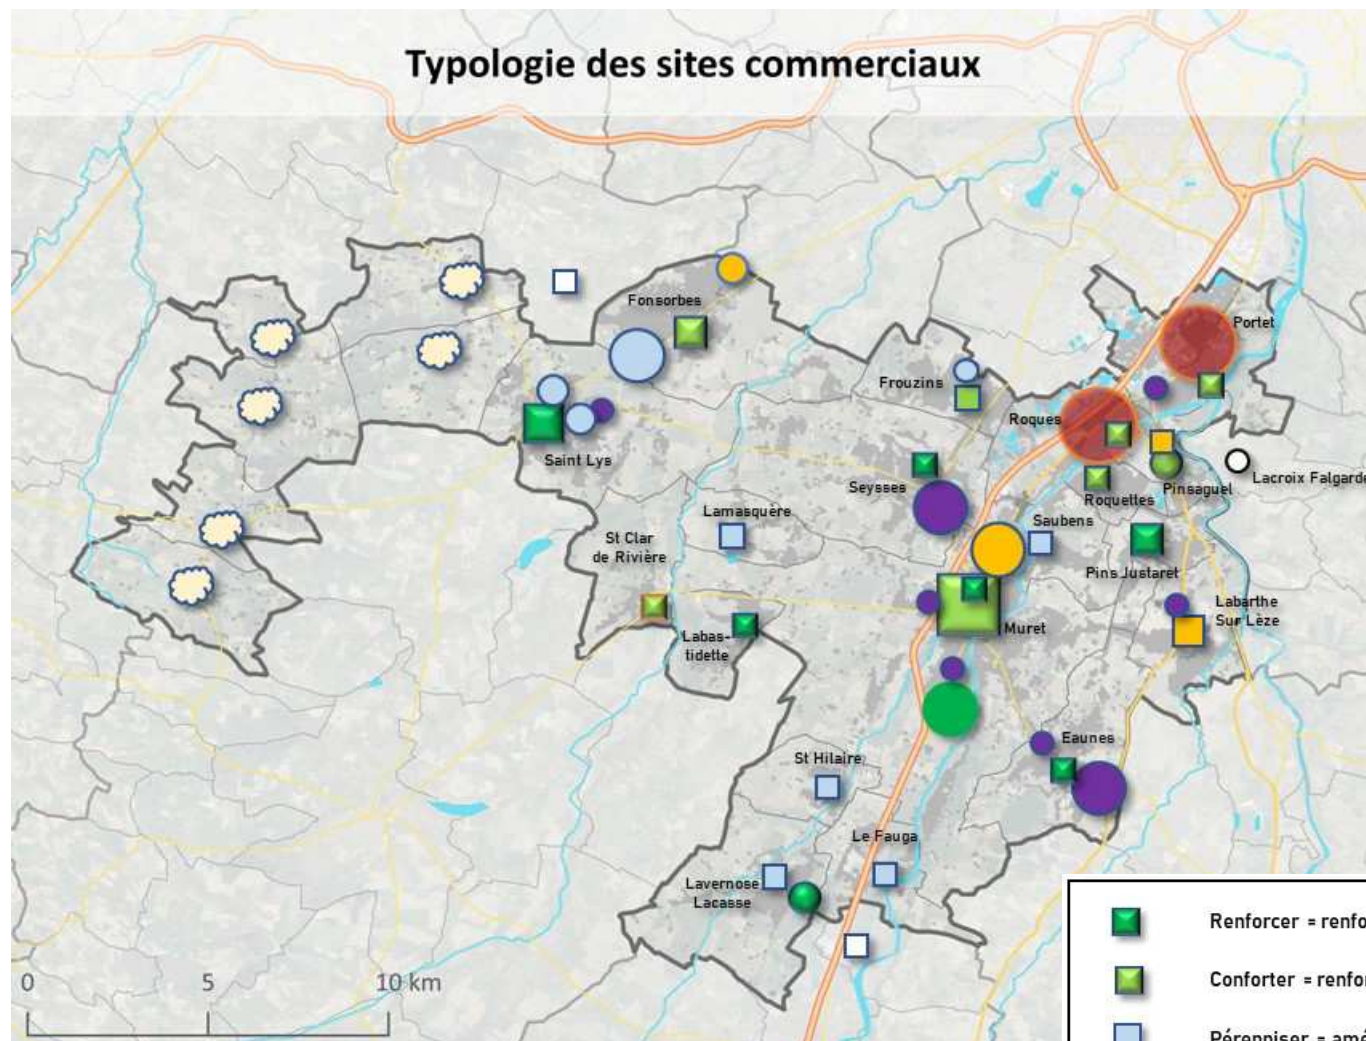 Typologie des sites commerciaux
Fonsorbes
Portet
Frouzins
Roques
Saint Lys
Lacroix Falgarde
Seysses
Pinsaguel
Roquettes
Lamasquère
Saubens
St Clar
de Rivière
Pins Justaret
Labarthe
Sur Lèze
Muret
Labas-
tidette
Eaunes
St Hilaire
Le Fauga
Lavernose
Lacasse
Renforcer = renfo
Conforter = renfor
0 5 10 km
Pérenniser = amé